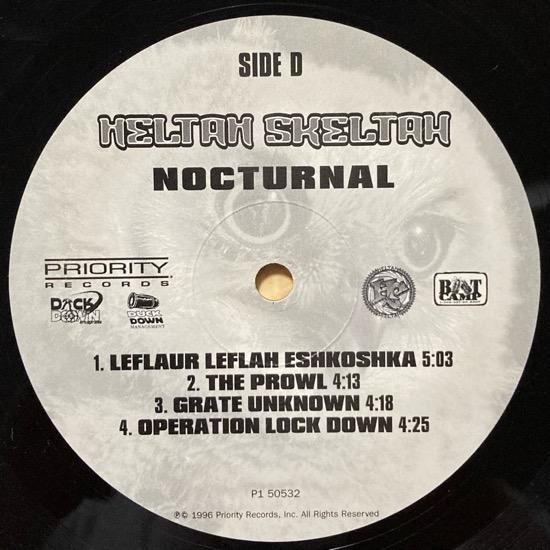 SIDE D
HELTAH SKELTAH
NOCTURNAL
PRIORITY
RECORDS
DUCK DOWN
DUCK DOWN
MANAGEMENT
BOOT CAMP
1. LEFLAUR LEFLAH ESHKOSHKA 5:03
2. THE PROWL 4:13
3. GRATE UNKNOWN 4:18
4. OPERATION LOCK DOWN 4:25
P1 50532
℗© 1996 Priority Records, Inc. All Rights Reserved